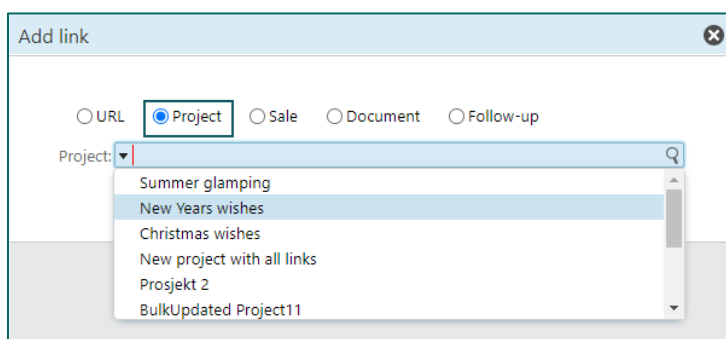 Add link
URL Project Sale Document Follow-up
Project:
Summer glamping
New Years wishes
Christmas wishes
New project with all links
Prosjekt 2
BulkUpdated Project11